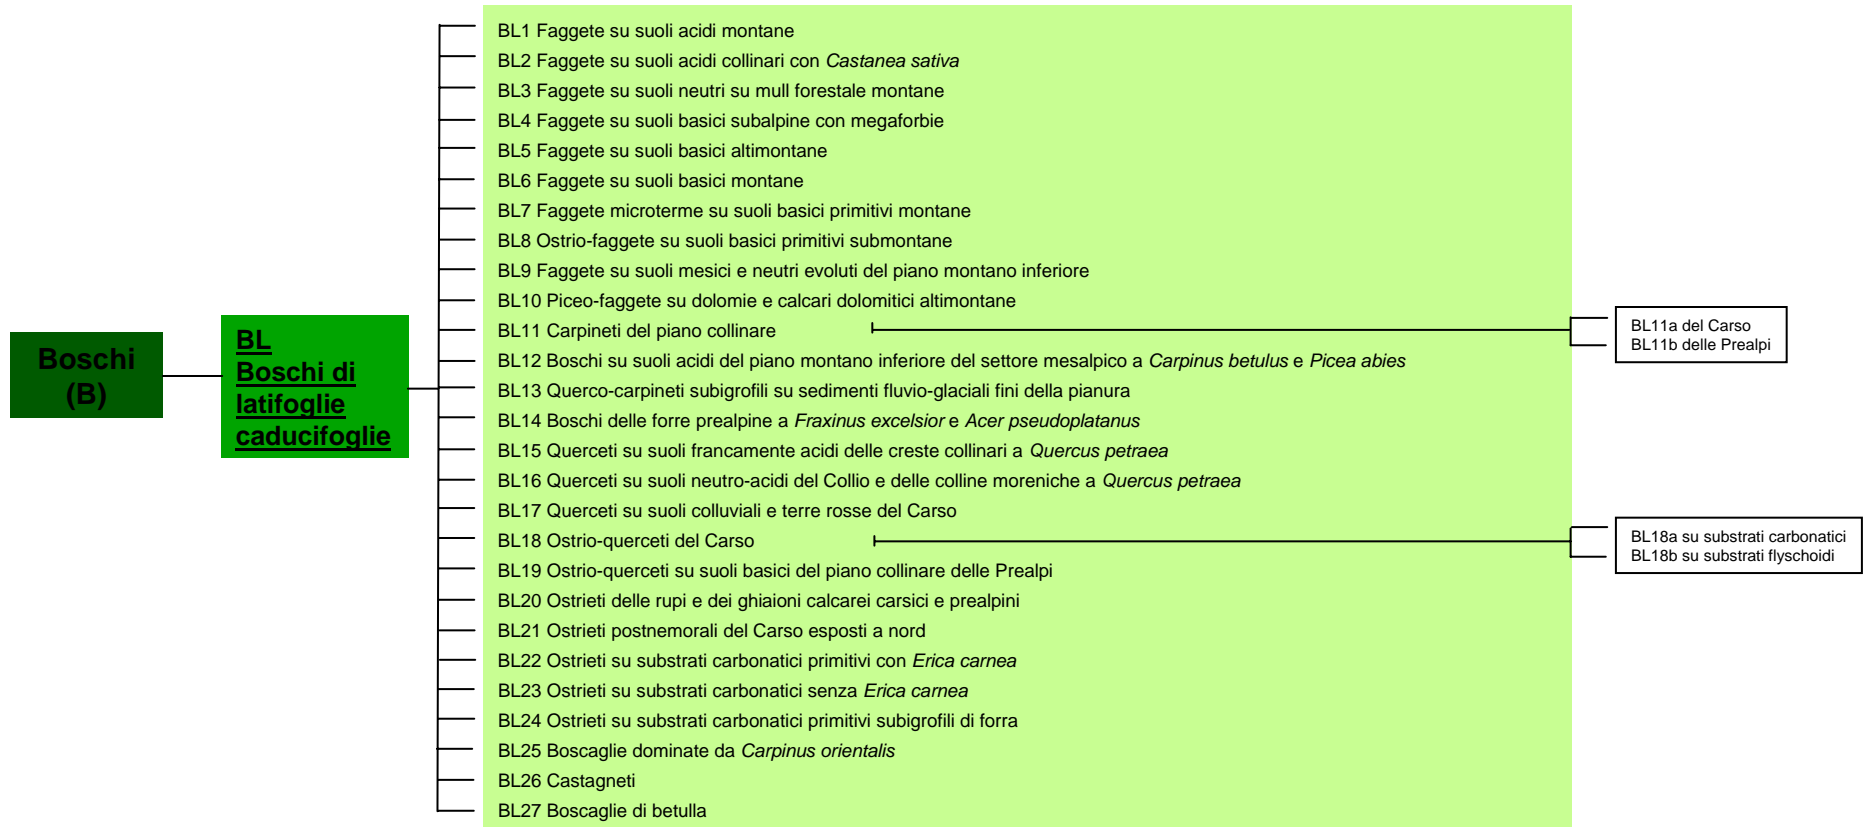 Boschi
(B)
BL
Boschi di
latifoglie
caducifoglie
BL1 Faggete su suoli acidi montane
BL2 Faggete su suoli acidi collinari con Castanea sativa
BL3 Faggete su suoli neutri su mull forestale montane
BL4 Faggete su suoli basici subalpine con megaforbie
BL5 Faggete su suoli basici altimontane
BL6 Faggete su suoli basici montane
BL7 Faggete microterme su suoli basici primitivi montane
BL8 Ostrio-faggete su suoli basici primitivi submontane
BL9 Faggete su suoli mesici e neutri evoluti del piano montano inferiore
BL10 Piceo-faggete su dolomie e calcari dolomitici altimontane
BL11 Carpineti del piano collinare
BL11a del Carso
BL11b delle Prealpi
BL12 Boschi su suoli acidi del piano montano inferiore del settore mesalpico a Carpinus betulus e Picea abies
BL13 Querco-carpineti subigrofili su sedimenti fluvio-glaciali fini della pianura
BL14 Boschi delle forre prealpine a Fraxinus excelsior e Acer pseudoplatanus
BL15 Querceti su suoli francamente acidi delle creste collinari a Quercus petraea
BL16 Querceti su suoli neutro-acidi del Collio e delle colline moreniche a Quercus petraea
BL17 Querceti su suoli colluviali e terre rosse del Carso
BL18 Ostrio-querceti del Carso
BL18a su substrati carbonatici
BL18b su substrati flyschoidi
BL19 Ostrio-querceti su suoli basici del piano collinare delle Prealpi
BL20 Ostrieti delle rupi e dei ghiaioni calcarei carsici e prealpini
BL21 Ostrieti postnemorali del Carso esposti a nord
BL22 Ostrieti su substrati carbonatici primitivi con Erica carnea
BL23 Ostrieti su substrati carbonatici senza Erica carnea
BL24 Ostrieti su substrati carbonatici primitivi subigrofili di forra
BL25 Boscaglie dominate da Carpinus orientalis
BL26 Castagneti
BL27 Boscaglie di betulla